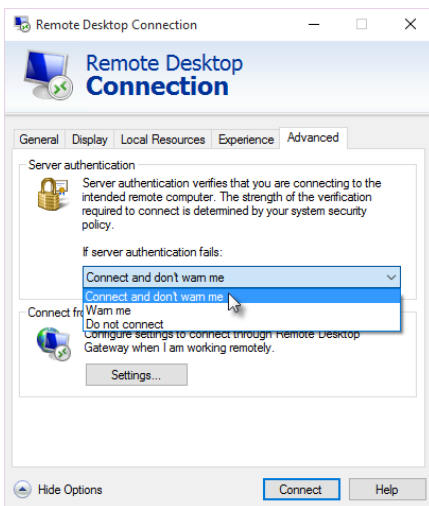 Remote Desktop Connection
Remote Desktop
Connection
General Display Local Resources Experience Advanced
Server authentication
Server authentication verifies that you are connecting to the
intended remote computer. The strength of the verification
required to connect is determined by your system security
policy.
If server authentication fails:
Connect and don't warn me
Connect and don't warn me
Warn me
Do not connect
Connect fr
Configure settings to connect through Remote Desktop
Gateway when I am working remotely.
Settings...
Hide Options Connect Help